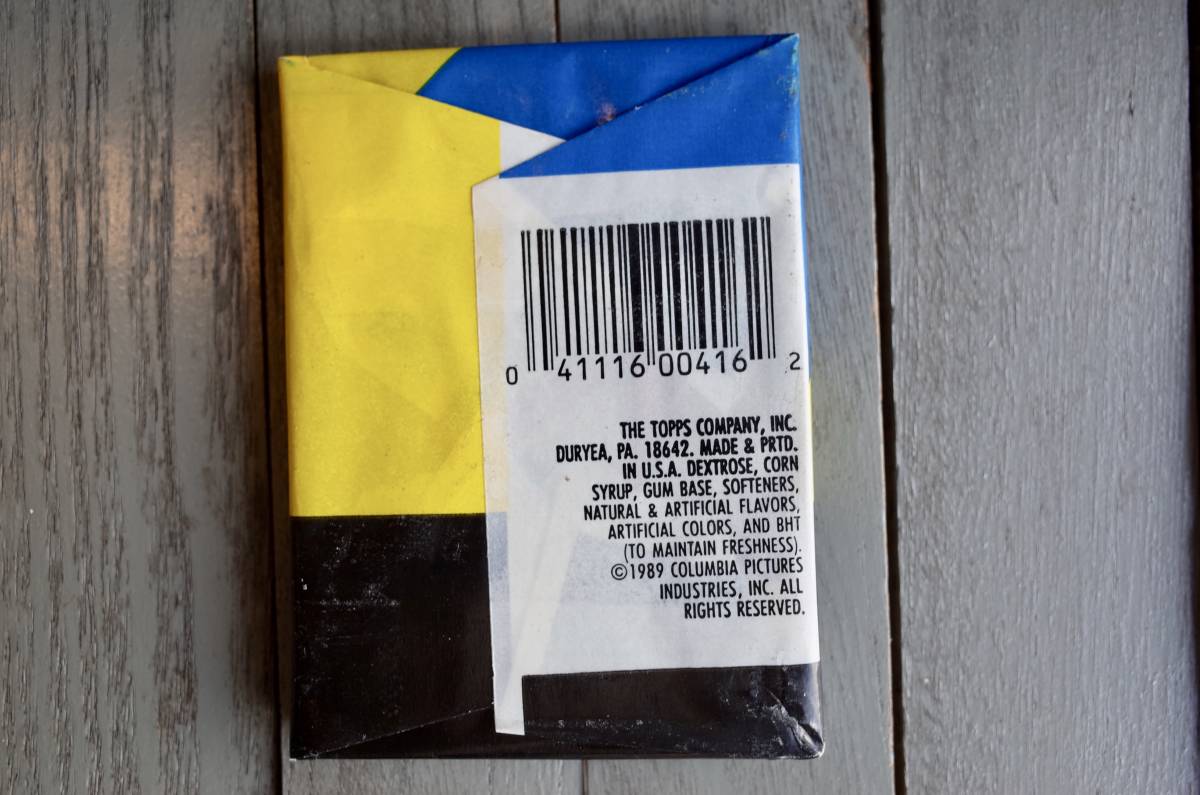 0 41116 00416 2
THE TOPPS COMPANY, INC.
DURYEA, PA. 18642. MADE & PRTD.
IN U.S.A. DEXTROSE, CORN
SYRUP, GUM BASE, SOFTENERS,
NATURAL & ARTIFICIAL FLAVORS,
ARTIFICIAL COLORS, AND BHT
(TO MAINTAIN FRESHNESS).
©1989 COLUMBIA PICTURES
INDUSTRIES, INC. ALL
RIGHTS RESERVED.